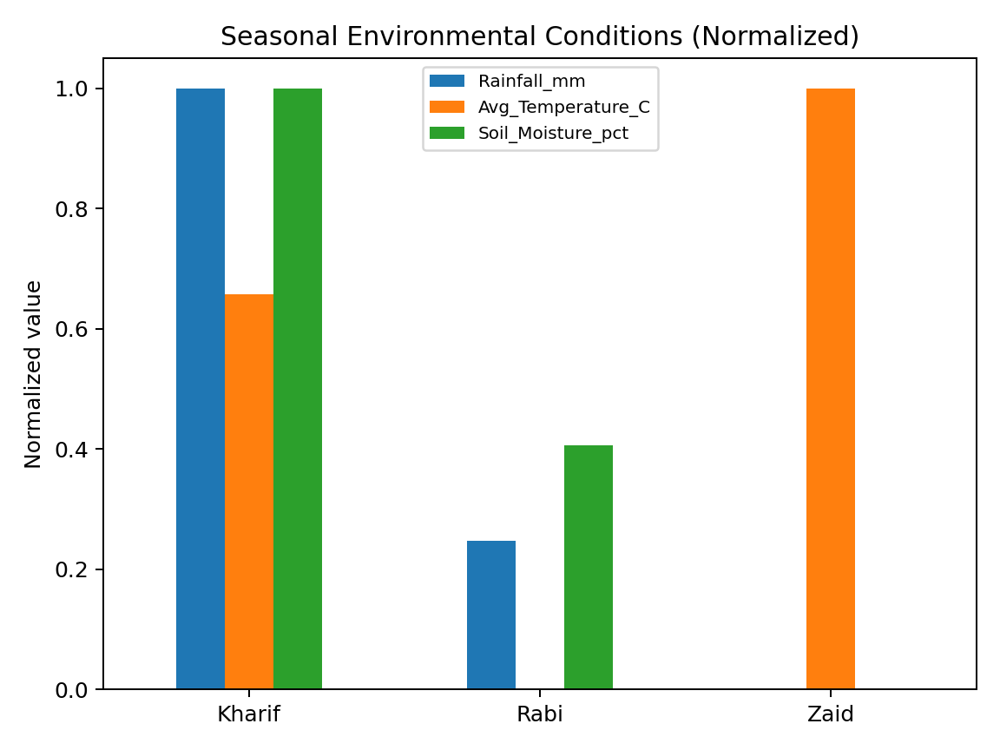 Seasonal Environmental Conditions (Normalized)
Rainfall_mm
Avg_Temperature_C
Soil_Moisture_pct
Normalized value
1.0
0.8
0.6
0.4
0.2
0.0
Kharif
Rabi
Zaid